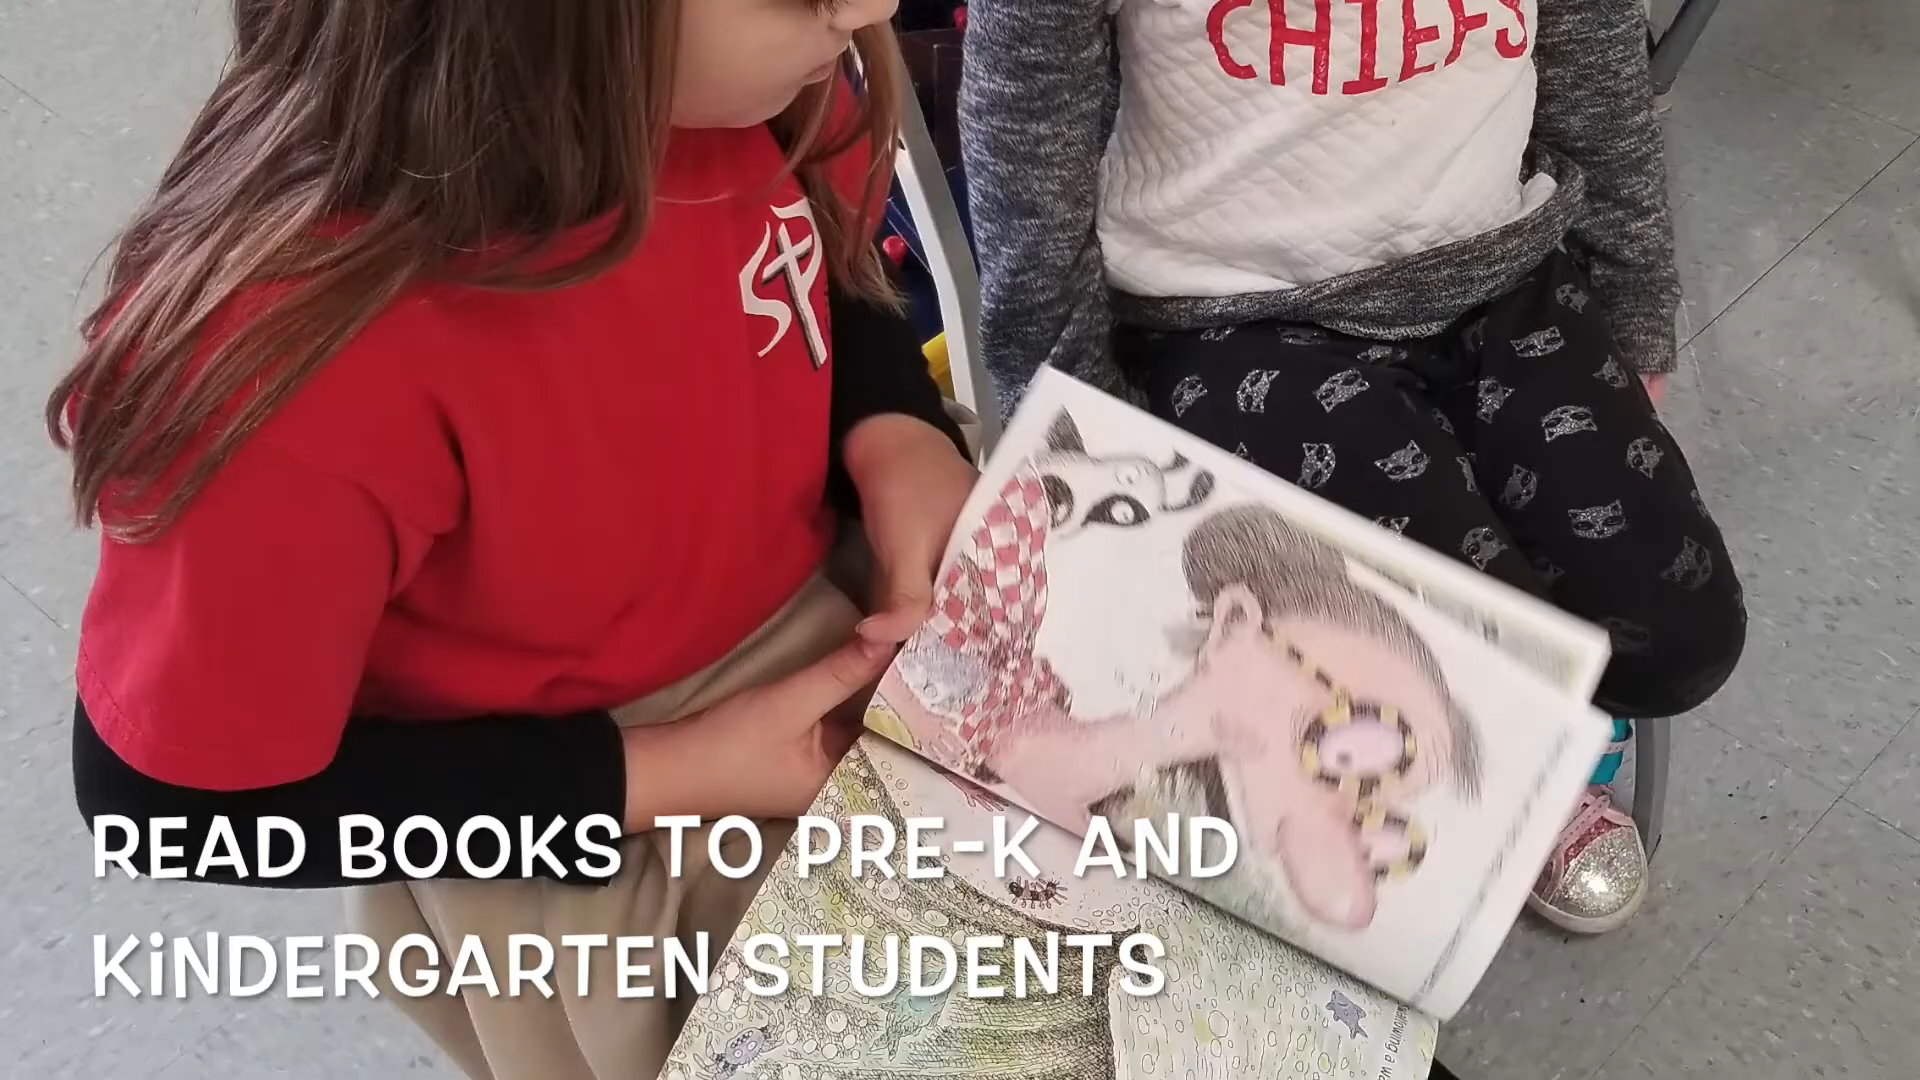 CHIEFS
SP
READ BOOKS TO PRE-K AND
KiNDERGARTEN STUDENTS